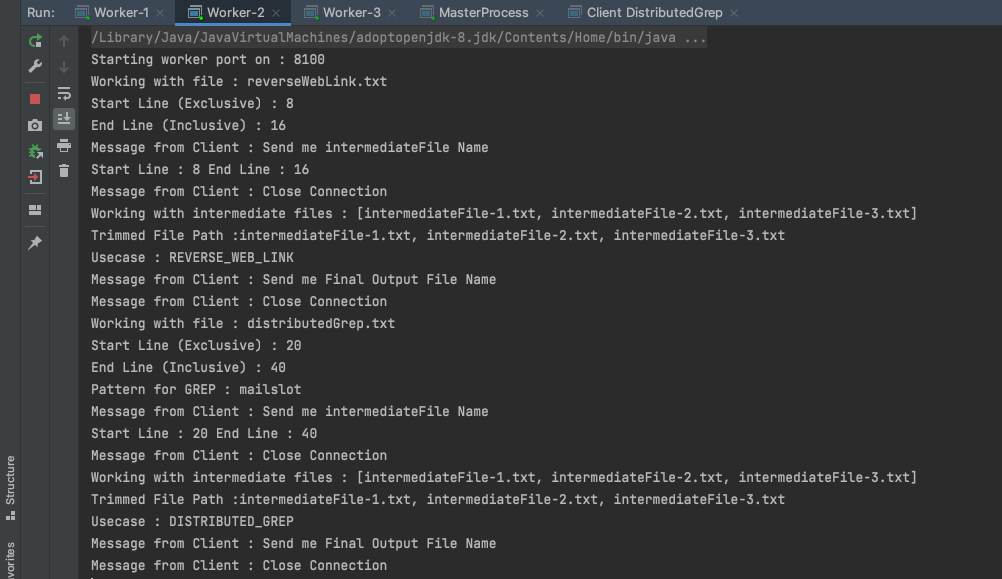 Run: Worker-1 Worker-2 Worker-3 MasterProcess Client DistributedGrep
/Library/Java/JavaVirtualMachines/adoptopenjdk-8.jdk/Contents/Home/bin/java ...
Starting worker port on : 8100
Working with file : reverseWebLink.txt
Start Line (Exclusive) : 8
End Line (Inclusive) : 16
Message from Client : Send me intermediateFile Name
Start Line : 8 End Line : 16
Message from Client : Close Connection
Working with intermediate files : [intermediateFile-1.txt, intermediateFile-2.txt, intermediateFile-3.txt]
Trimmed File Path :intermediateFile-1.txt, intermediateFile-2.txt, intermediateFile-3.txt
Usecase : REVERSE_WEB_LINK
Message from Client : Send me Final Output File Name
Message from Client : Close Connection
Working with file : distributedGrep.txt
Start Line (Exclusive) : 20
End Line (Inclusive) : 40
Pattern for GREP : mailslot
Message from Client : Send me intermediateFile Name
Start Line : 20 End Line : 40
Message from Client : Close Connection
Working with intermediate files : [intermediateFile-1.txt, intermediateFile-2.txt, intermediateFile-3.txt]
Trimmed File Path :intermediateFile-1.txt, intermediateFile-2.txt, intermediateFile-3.txt
Usecase : DISTRIBUTED_GREP
Message from Client : Send me Final Output File Name
Message from Client : Close Connection
Structure